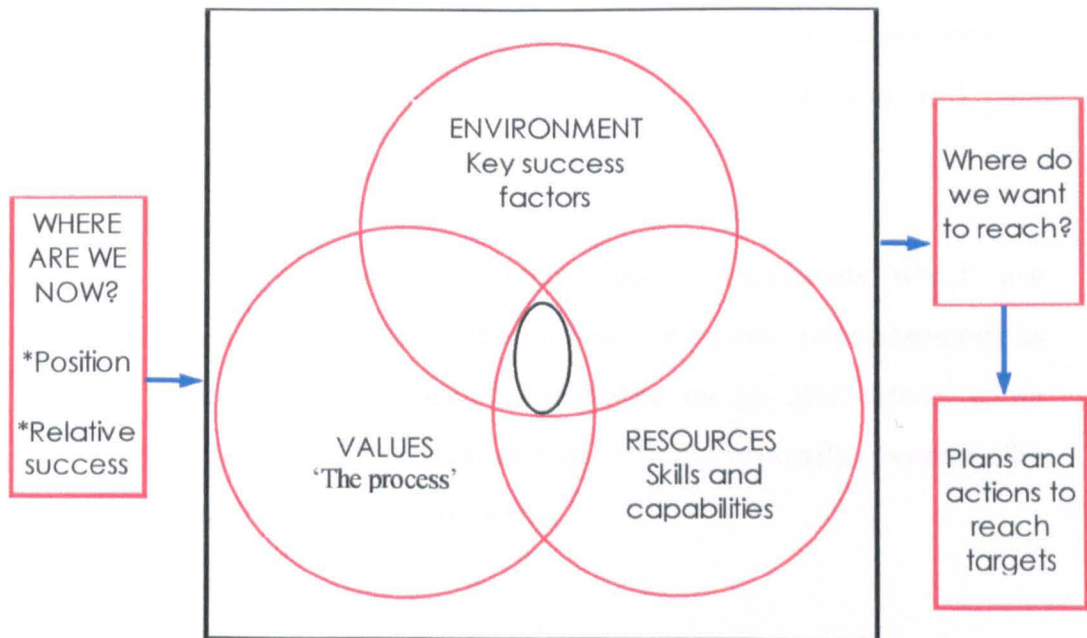 WHERE
ARE WE
NOW?
*Position
*Relative
success
ENVIRONMENT
Key success
factors
VALUES
'The process'
RESOURCES
Skills and
capabilities
Where do
we want
to reach?
Plans and
actions to
reach
targets